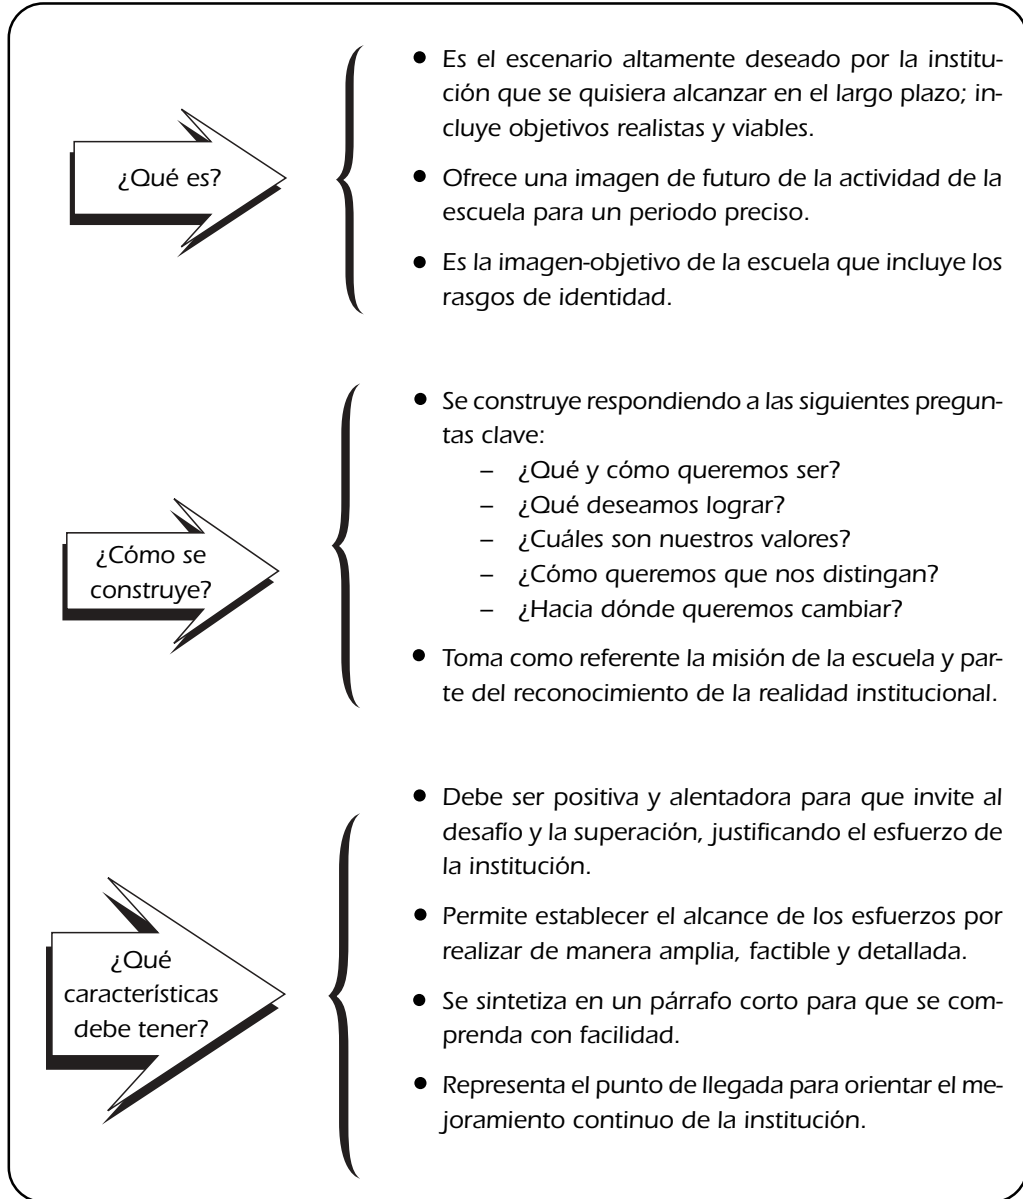 ¿Qué es?
● Es el escenario altamente deseado por la institu-
ción que se quisiera alcanzar en el largo plazo; in-
cluye objetivos realistas y viables.
● Ofrece una imagen de futuro de la actividad de la
escuela para un periodo preciso.
● Es la imagen-objetivo de la escuela que incluye los
rasgos de identidad.
¿Cómo se
construye?
● Se construye respondiendo a las siguientes pregun-
tas clave:
– ¿Qué y cómo queremos ser?
– ¿Qué deseamos lograr?
– ¿Cuáles son nuestros valores?
– ¿Cómo queremos que nos distingan?
– ¿Hacia dónde queremos cambiar?
● Toma como referente la misión de la escuela y par-
te del reconocimiento de la realidad institucional.
¿Qué
características
debe tener?
● Debe ser positiva y alentadora para que invite al
desafío y la superación, justificando el esfuerzo de
la institución.
● Permite establecer el alcance de los esfuerzos por
realizar de manera amplia, factible y detallada.
● Se sintetiza en un párrafo corto para que se com-
prenda con facilidad.
● Representa el punto de llegada para orientar el me-
joramiento continuo de la institución.